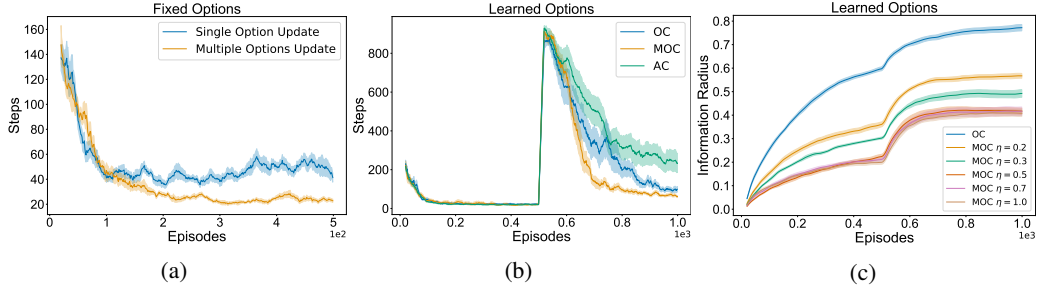 Fixed Options
160
140
120
100
80
60
40
20
Steps
Single Option Update
Multiple Options Update
0 1 2 3 4 5
1e2
Episodes
(a)
Learned Options
800
600
400
200
0
Steps
OC
MOC
AC
0.0 0.2 0.4 0.6 0.8 1.0
1e3
Episodes
(b)
Learned Options
0.8
0.7
0.6
0.5
0.4
0.3
0.2
0.1
0.0
Information Radius
OC
MOC η = 0.2
MOC η = 0.3
MOC η = 0.5
MOC η = 0.7
MOC η = 1.0
0.0 0.2 0.4 0.6 0.8 1.0
1e3
Episodes
(c)